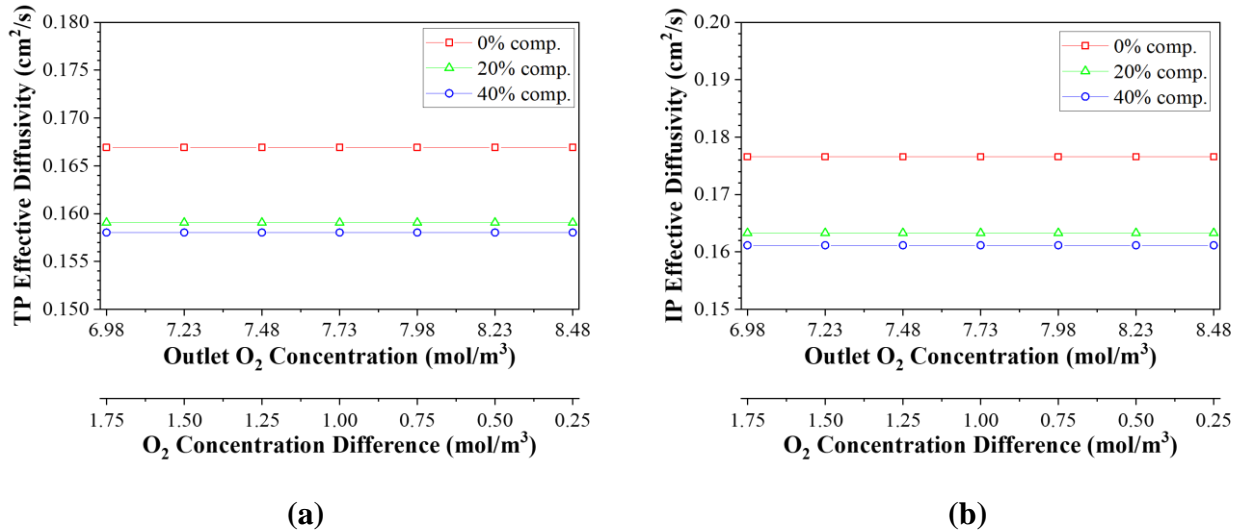 TP Effective Diffusivity (cm²/s)
0.180
0.175
0.170
0.165
0.160
0.155
0.150
0% comp.
20% comp.
40% comp.
6.98 7.23 7.48 7.73 7.98 8.23 8.48
Outlet O₂ Concentration (mol/m³)
1.75 1.50 1.25 1.00 0.75 0.50 0.25
O₂ Concentration Difference (mol/m³)
(a)
IP Effective Diffusivity (cm²/s)
0.20
0.19
0.18
0.17
0.16
0.15
0% comp.
20% comp.
40% comp.
6.98 7.23 7.48 7.73 7.98 8.23 8.48
Outlet O₂ Concentration (mol/m³)
1.75 1.50 1.25 1.00 0.75 0.50 0.25
O₂ Concentration Difference (mol/m³)
(b)